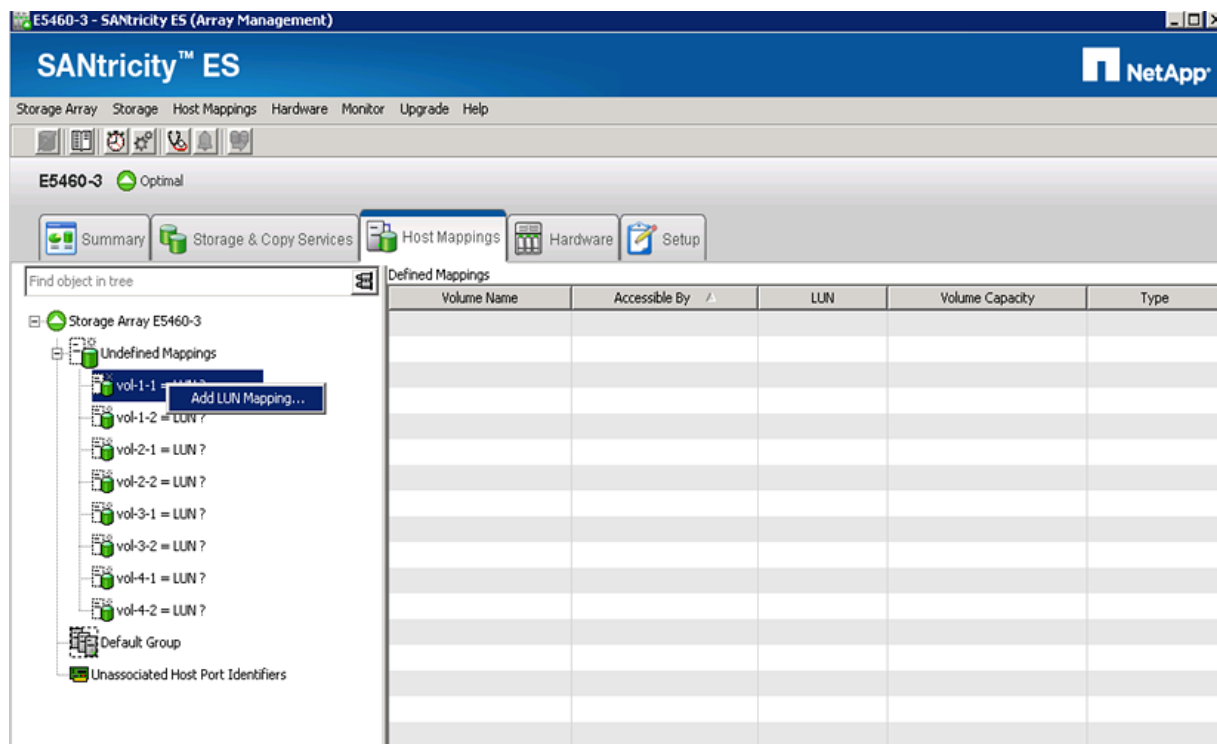 E5460-3 - SANtricity ES (Array Management)
SANtricity™ ES
NetApp®
Storage Array Storage Host Mappings Hardware Monitor Upgrade Help
E5460-3 Optimal
Summary Storage & Copy Services Host Mappings Hardware Setup
Find object in tree
Defined Mappings
Volume Name Accessible By LUN Volume Capacity Type
Storage Array E5460-3
Undefined Mappings
vol-1-1 =
Add LUN Mapping...
vol-1-2 = LUN ?
vol-2-1 = LUN ?
vol-2-2 = LUN ?
vol-3-1 = LUN ?
vol-3-2 = LUN ?
vol-4-1 = LUN ?
vol-4-2 = LUN ?
Default Group
Unassociated Host Port Identifiers